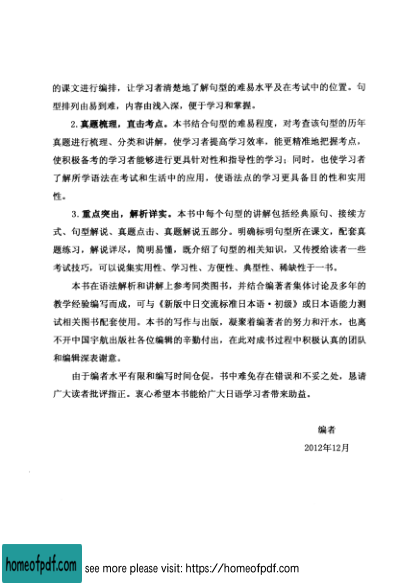 的课文进行编排，让学习者清楚地了解句型的难易水平及在考试中的位置。句
型排列由易到难，内容由浅入深，便于学习和掌握。
2.真题梳理，直击考点。本书结合句型的难易程度，对考查该句型的历年
真题进行梳理、分类和讲解，使学习者提高学习效率，能更精准地把握考点，
使积极备考的学习者能够进行更具针对性和指导性的学习；同时，也使学习者
了解所学语法在考试和生活中的应用，使语法点的学习更具备目的性和实用
性。
3.重点突出，解析详实。本书中每个句型的讲解包括经典原句、接续方
式、句型解说、真题点击、真题解说五部分。明确标明句型所在课文，配套真
题练习，解说详尽，简明易懂，既介绍了句型的相关知识，又传授给读者一些
考试技巧，可以说集实用性、学习性、方便性、典型性、稀缺性于一书。
本书在语法解析和讲解上参考同类图书，并结合编著者集体讨论及多年的
教学经验编写而成，可与《新版中日交流标准日本语·初级》或日本语能力测
试相关图书配套使用。本书的写作与出版，凝聚着编著者的努力和汗水，也离
不开中国宇航出版社各位编辑的辛勤付出，在此对成书过程中积极认真的团队
和编辑深表谢意。
由于编者水平有限和编写时间仓促，书中难免存在错误和不妥之处，恳请
广大读者批评指正。衷心希望本书能给广大日语学习者带来助益。
编者
2012年12月
homeofpdf.com
see more please visit: https://homeofpdf.com